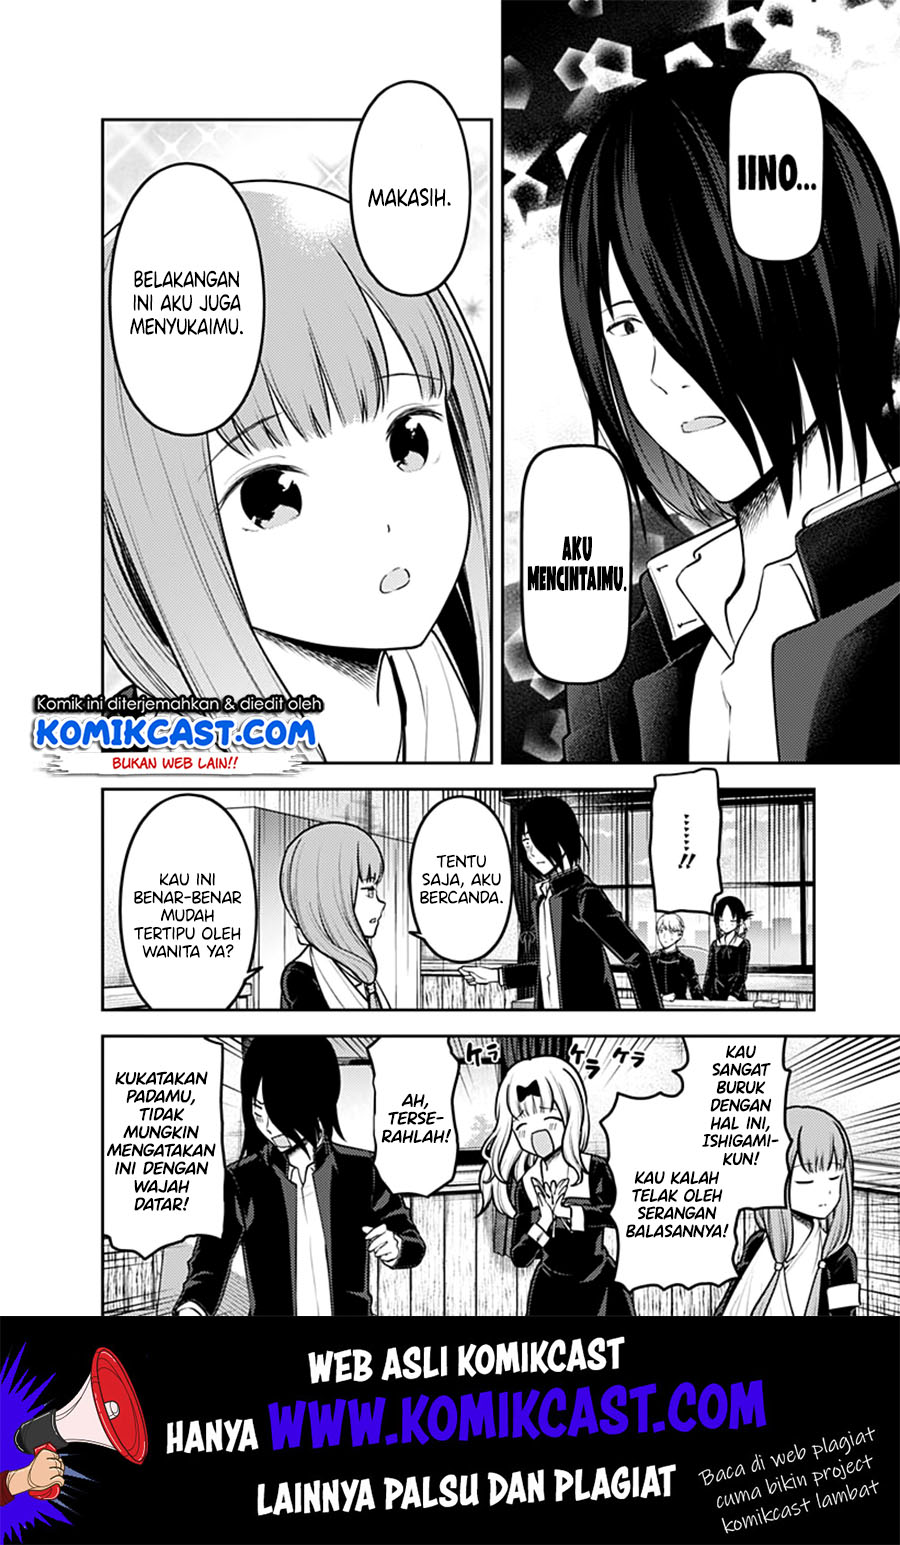 IINO...
AKU
MENCINTAIMU.
MAKASIH.
BELAKANGAN
INI AKU JUGA
MENYUKAIMU.
Komik ini diterjemahkan & diedit oleh
KOMIKCAST.COM
BUKAN WEB LAIN!!
♥♥♥♥♥♥!!
TENTU
SAJA, AKU
BERCANDA.
KAU INI
BENAR-BENAR
MUDAH
TERTIPU OLEH
WANITA YA?
KAU
SANGAT
BURUK
DENGAN
HAL INI,
ISHIGAMI-
KUN!
KAU KALAH
TELAK OLEH
SERANGAN
BALASANNYA!
ケラ
ケラ
ケラ
AH,
TERSE-
RAHLAH!
KUKATAKAN
PADAMU,
TIDAK
MUNGKIN
MENGATAKAN
INI DENGAN
WAJAH
DATAR!
WEB ASLI KOMIKCAST
HANYA WWW.KOMIKCAST.COM
LAINNYA PALSU DAN PLAGIAT
Baca di web plagiat
cuma bikin project
komikcast lambat